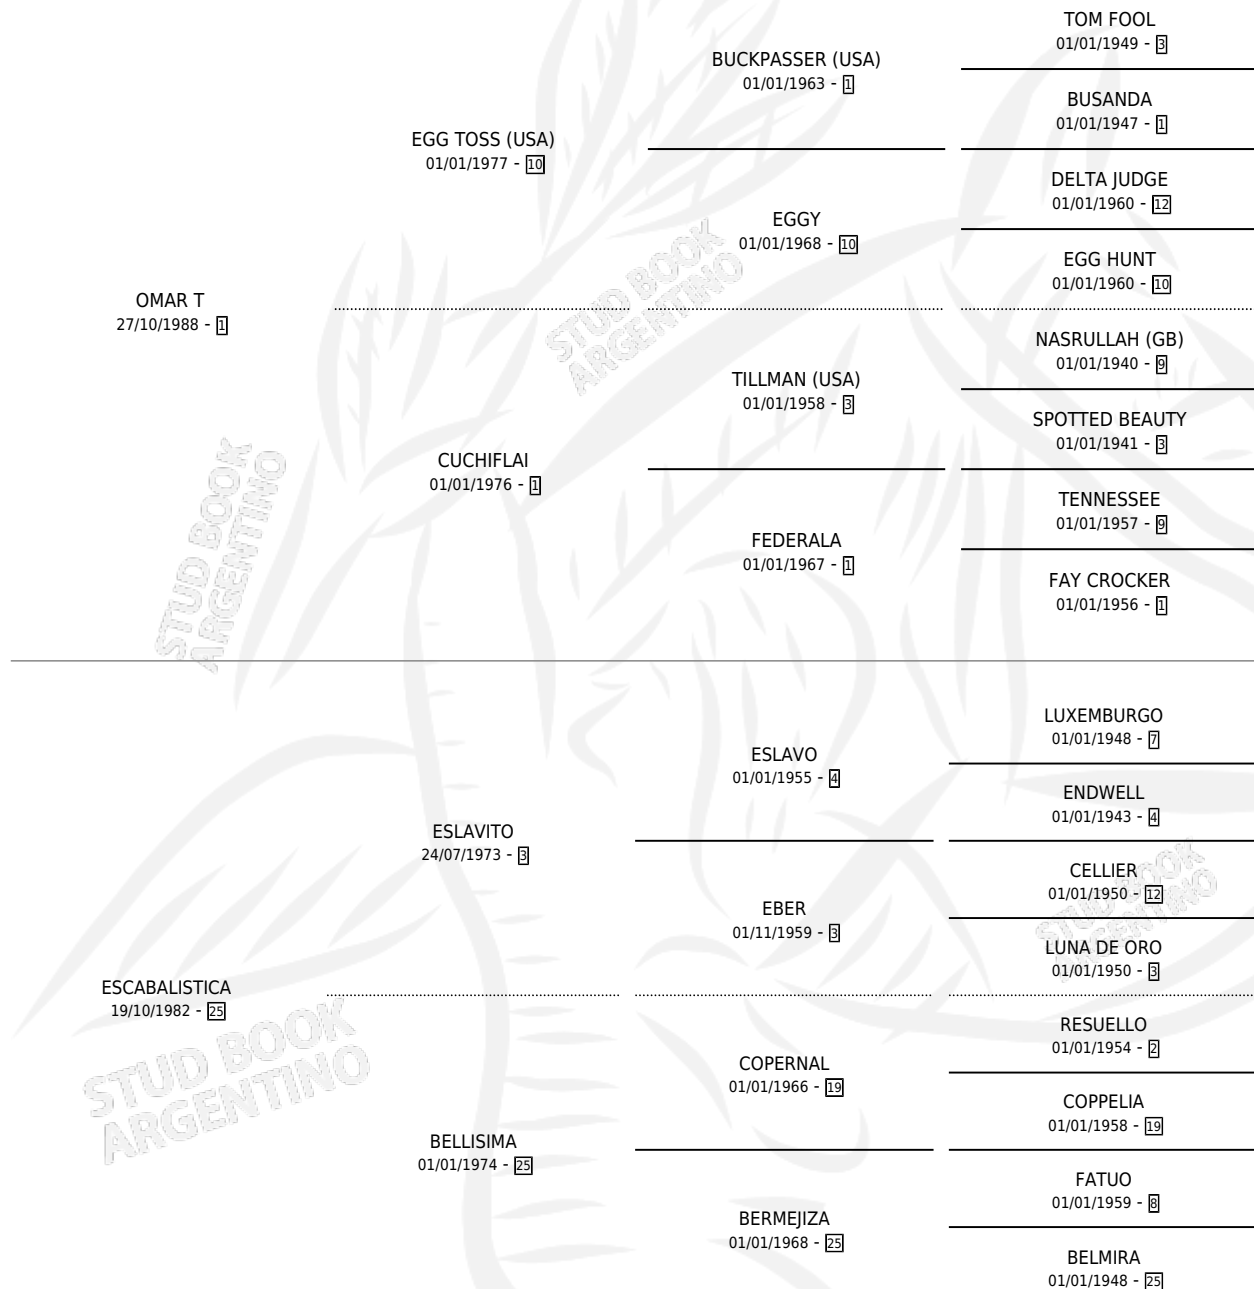 TOM FOOL
01/01/1949 - 3
BUCKPASSER (USA)
01/01/1963 - 1
BUSANDA
01/01/1947 - 1
EGG TOSS (USA)
01/01/1977 - 10
DELTA JUDGE
01/01/1960 - 12
EGGY
01/01/1968 - 10
EGG HUNT
01/01/1960 - 10
OMAR T
27/10/1988 - 1
NASRULLAH (GB)
01/01/1940 - 9
TILLMAN (USA)
01/01/1958 - 3
SPOTTED BEAUTY
01/01/1941 - 3
CUCHIFLAI
01/01/1976 - 1
TENNESSEE
01/01/1957 - 9
FEDERALA
01/01/1967 - 1
FAY CROCKER
01/01/1956 - 1
LUXEMBURGO
01/01/1948 - 7
ESLAVO
01/01/1955 - 4
ENDWELL
01/01/1943 - 4
ESLAVITO
24/07/1973 - 3
CELLIER
01/01/1950 - 12
EBER
01/11/1959 - 3
LUNA DE ORO
01/01/1950 - 3
ESCABALISTICA
19/10/1982 - 25
RESUELLO
01/01/1954 - 2
COPERNAL
01/01/1966 - 19
COPPELIA
01/01/1958 - 19
BELLISIMA
01/01/1974 - 25
FATUO
01/01/1959 - 8
BERMEJIZA
01/01/1968 - 25
BELMIRA
01/01/1948 - 25
STUD BOOK
ARGENTINO
STUD BOOK
ARGENTINO
STUD BOOK
ARGENTINO
STUD BOOK
ARGENTINO